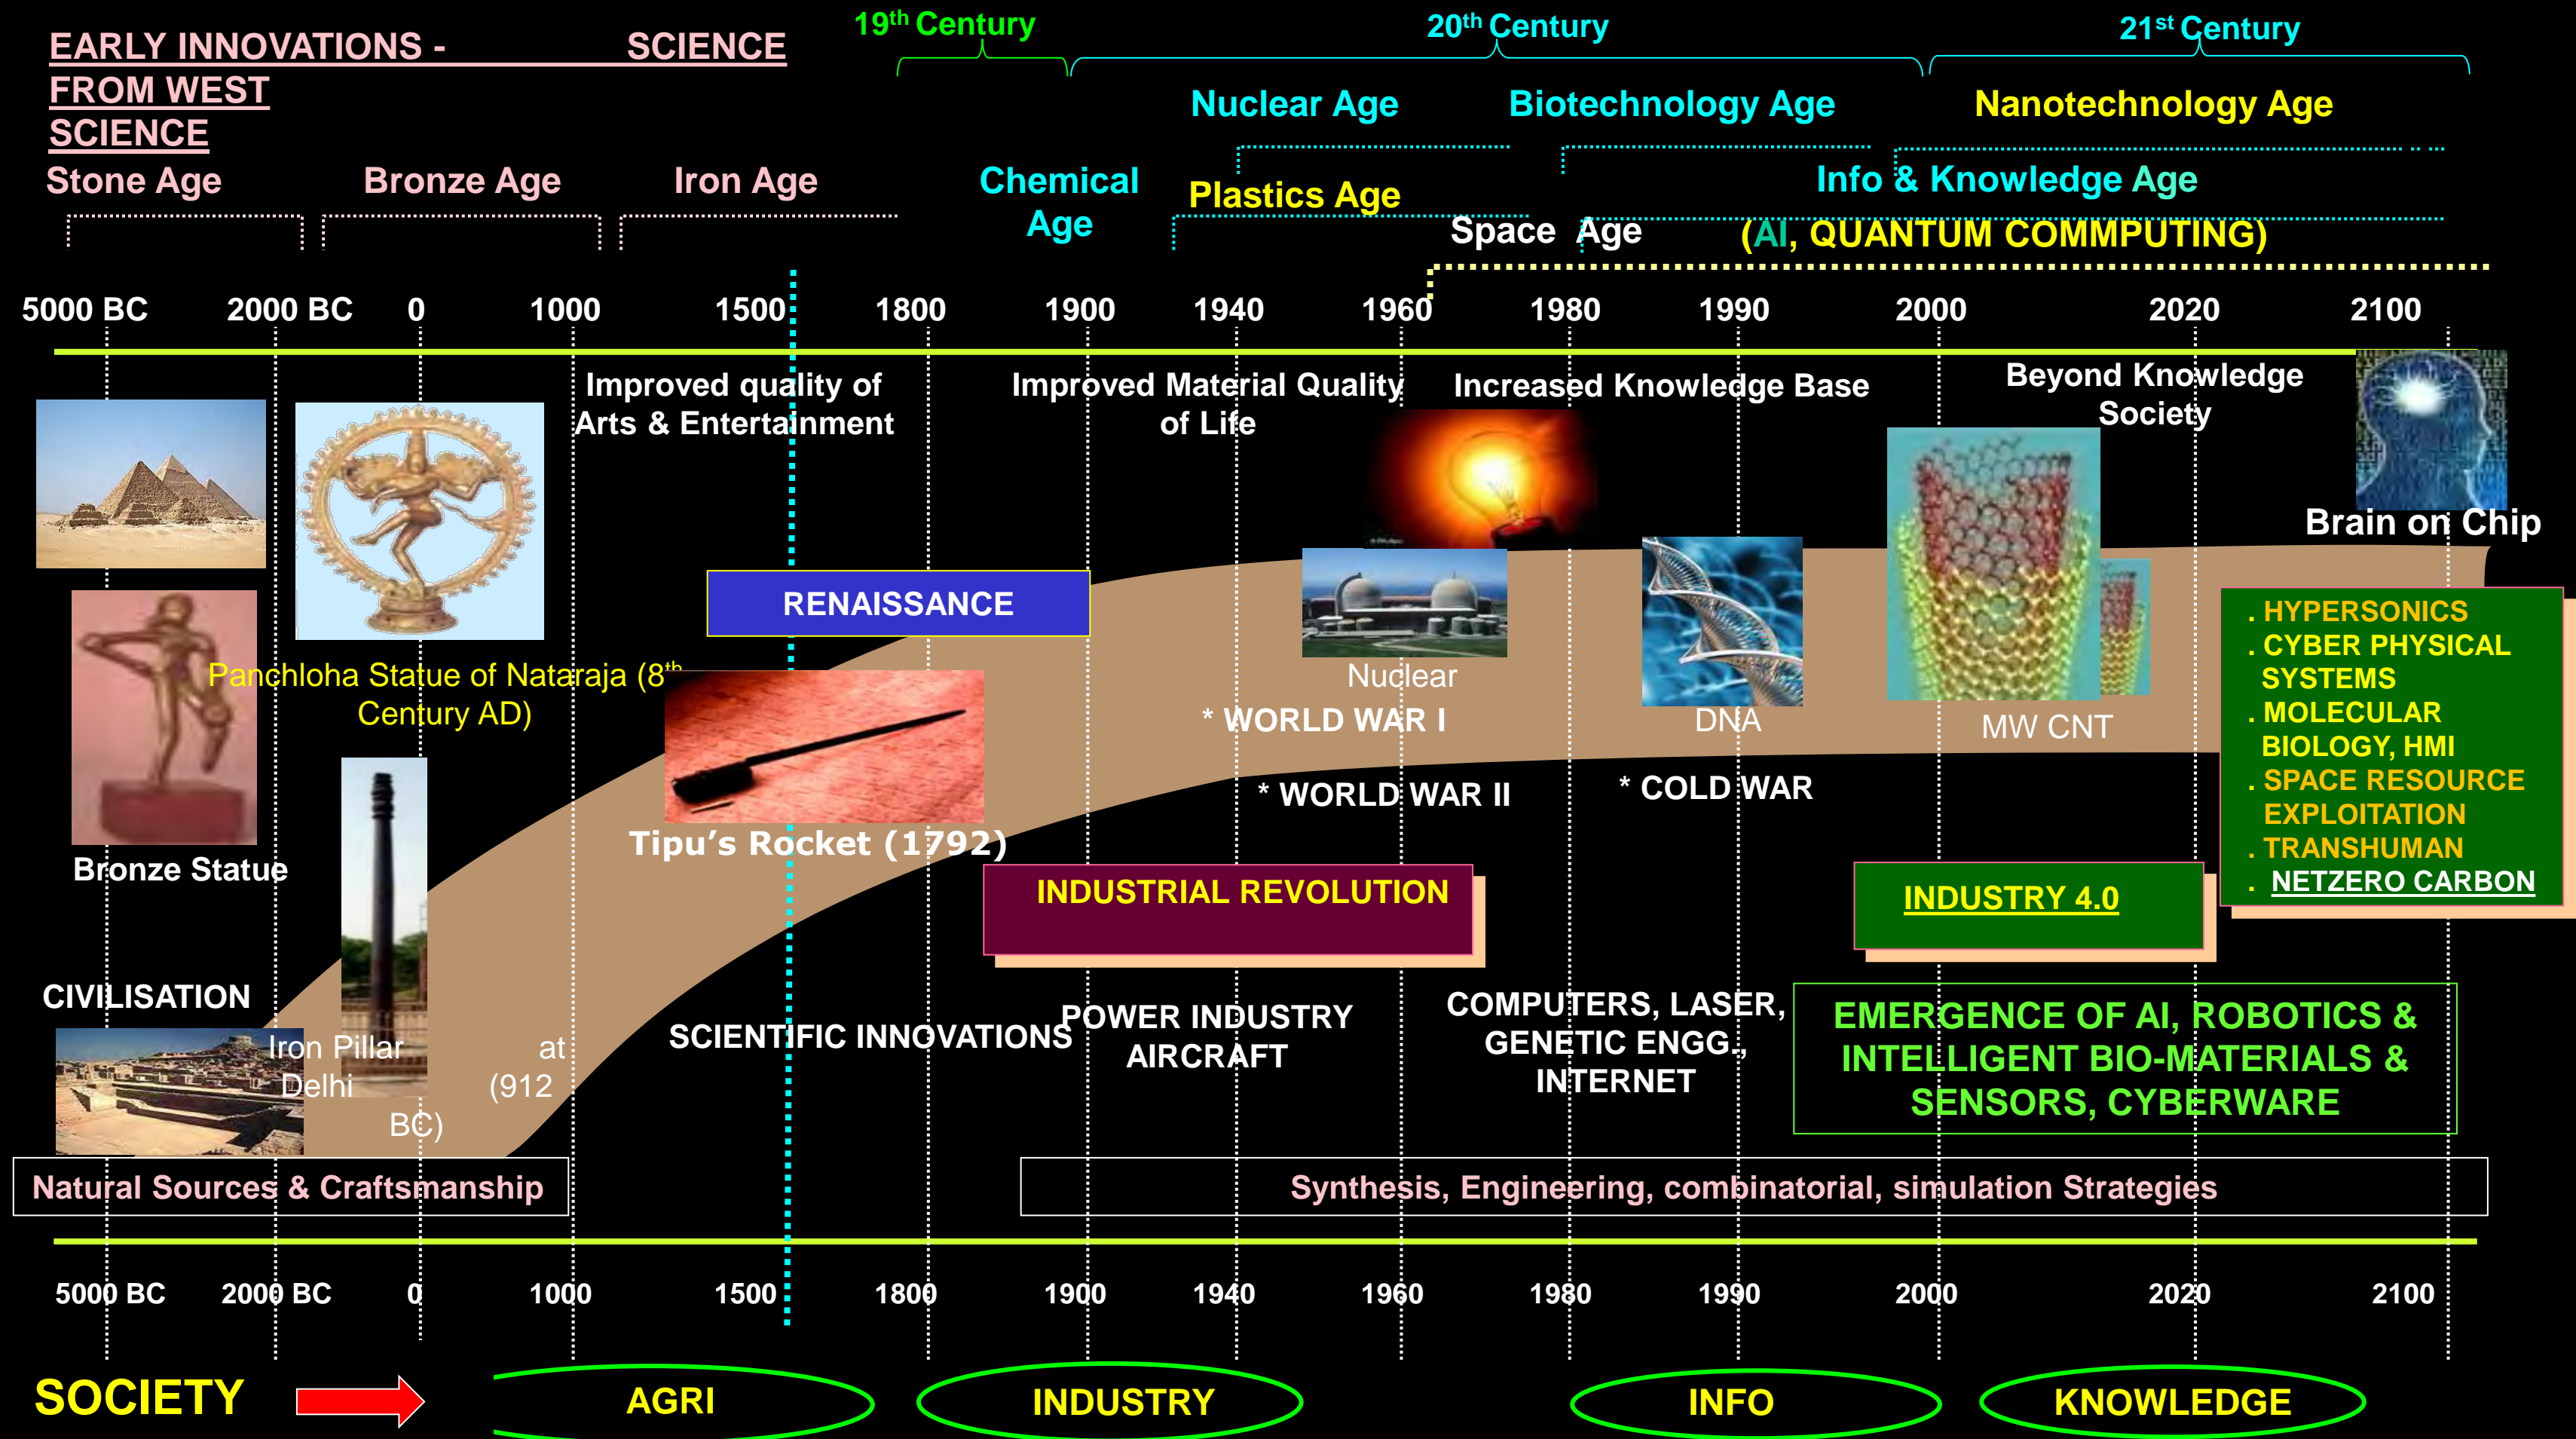 19th Century
20th Century
21st Century
EARLY INNOVATIONS - SCIENCE
FROM WEST
SCIENCE
Nuclear Age
Biotechnology Age
Nanotechnology Age
Stone Age
Bronze Age
Iron Age
Chemical
Age
Plastics Age
Info & Knowledge Age
Space Age
(AI, QUANTUM COMMPUTING)
5000 BC 2000 BC 0 1000 1500 1800 1900 1940 1960 1980 1990 2000 2020 2100
Improved quality of
Arts & Entertainment
Improved Material Quality
of Life
Increased Knowledge Base
Beyond Knowledge
Society
Brain on Chip
RENAISSANCE
Panchloha Statue of Nataraja (8th
Century AD)
Nuclear
* WORLD WAR I
DNA
MW CNT
. HYPERSONICS
. CYBER PHYSICAL
SYSTEMS
. MOLECULAR
BIOLOGY, HMI
. SPACE RESOURCE
EXPLOITATION
. TRANSHUMAN
. NETZERO CARBON
* WORLD WAR II
* COLD WAR
Tipu’s Rocket (1792)
Bronze Statue
INDUSTRIAL REVOLUTION
INDUSTRY 4.0
CIVILISATION
Iron Pillar at
Delhi (912
BC)
SCIENTIFIC INNOVATIONS
POWER INDUSTRY
AIRCRAFT
COMPUTERS, LASER,
GENETIC ENGG.,
INTERNET
EMERGENCE OF AI, ROBOTICS &
INTELLIGENT BIO-MATERIALS &
SENSORS, CYBERWARE
Natural Sources & Craftsmanship
Synthesis, Engineering, combinatorial, simulation Strategies
5000 BC 2000 BC 0 1000 1500 1800 1900 1940 1960 1980 1990 2000 2020 2100
SOCIETY
AGRI
INDUSTRY
INFO
KNOWLEDGE